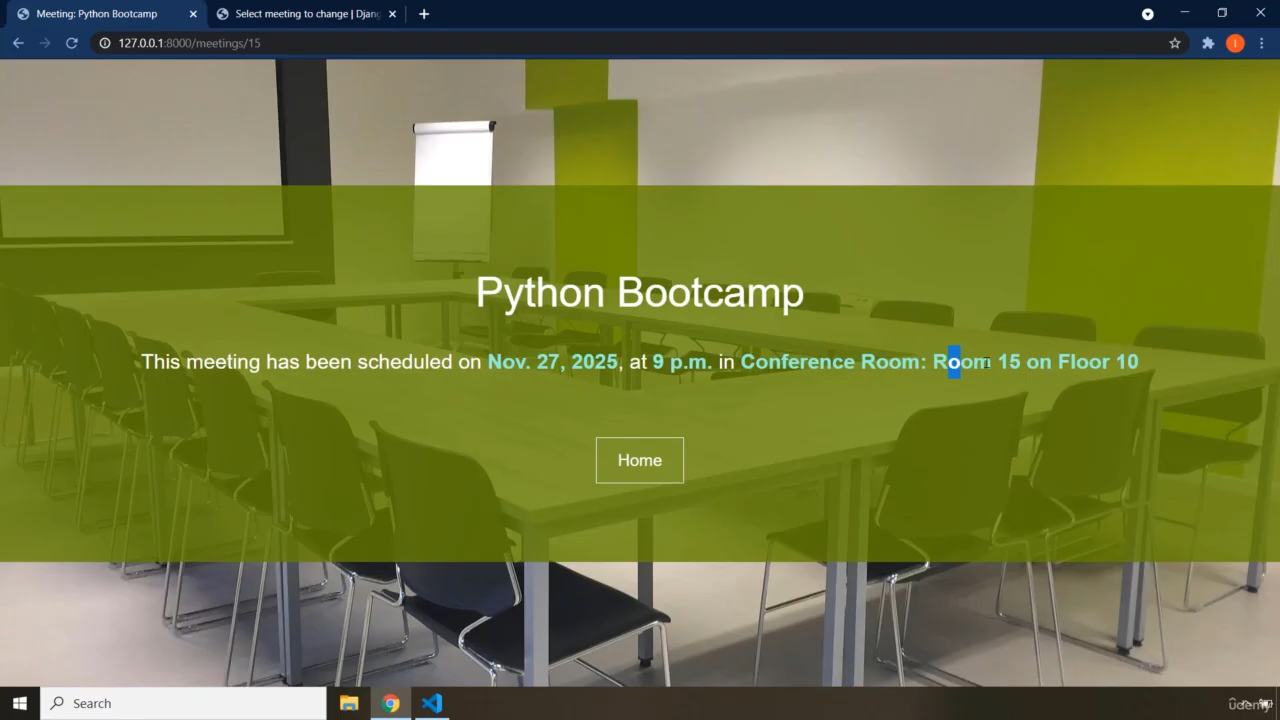 Meeting: Python Bootcamp
Select meeting to change | Djang
127.0.0.1:8000/meetings/15
Python Bootcamp
This meeting has been scheduled on Nov. 27, 2025, at 9 p.m. in Conference Room: Room 15 on Floor 10
Home
Search
udemy